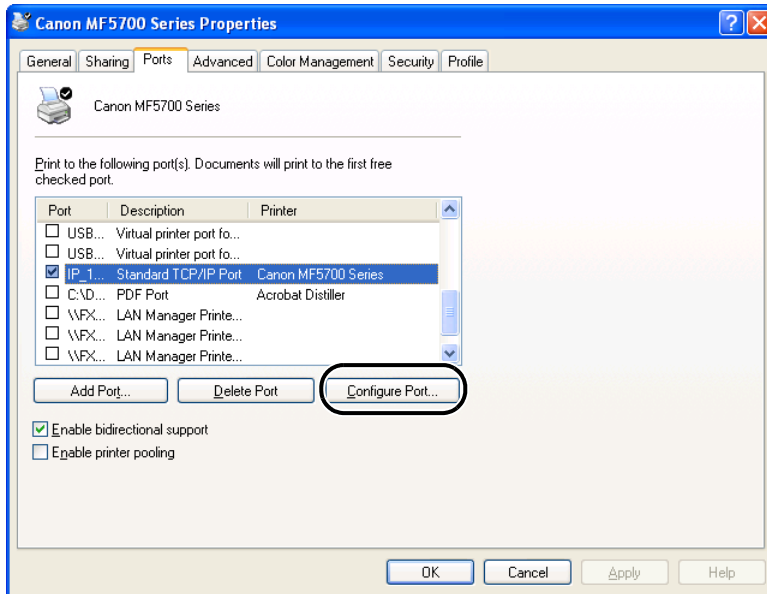 Canon MF5700 Series Properties
General Sharing Ports Advanced Color Management Security Profile
Canon MF5700 Series
Print to the following port(s). Documents will print to the first free
checked port.
Port Description Printer
USB... Virtual printer port fo...
USB... Virtual printer port fo...
IP_1... Standard TCP/IP Port Canon MF5700 Series
C:\D... PDF Port Acrobat Distiller
\\FX... LAN Manager Printe...
\\FX... LAN Manager Printe...
\\FX... LAN Manager Printe...
Add Port... Delete Port Configure Port...
Enable bidirectional support
Enable printer pooling
OK Cancel Apply Help